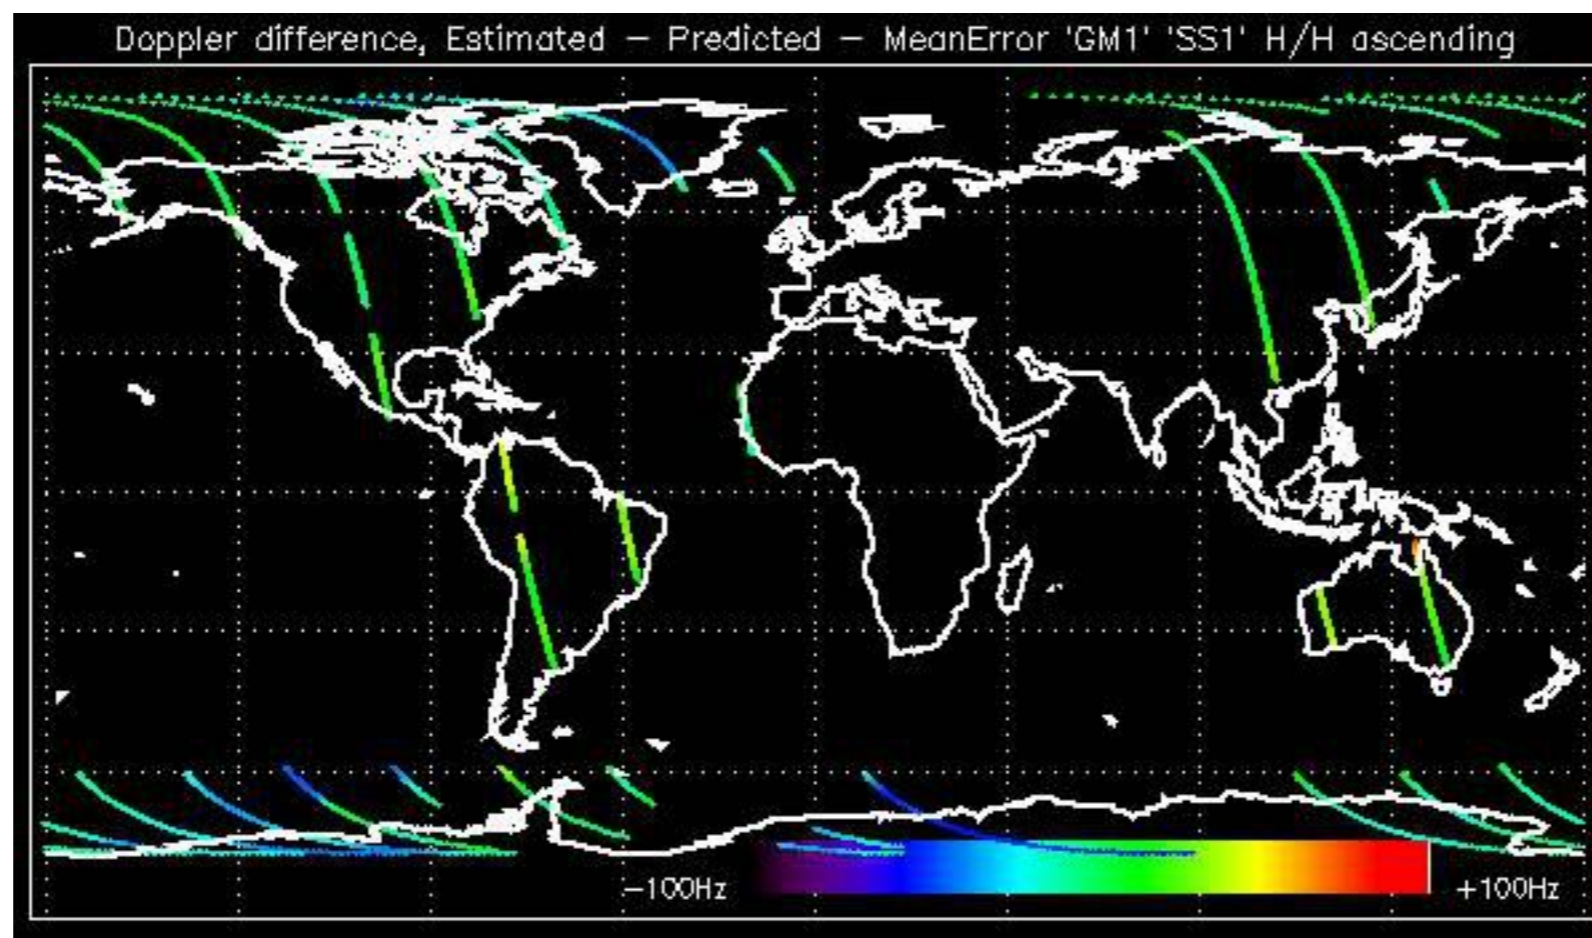 Doppler difference, Estimated – Predicted – MeanError 'GM1' 'SS1' H/H ascending
-100Hz
+100Hz